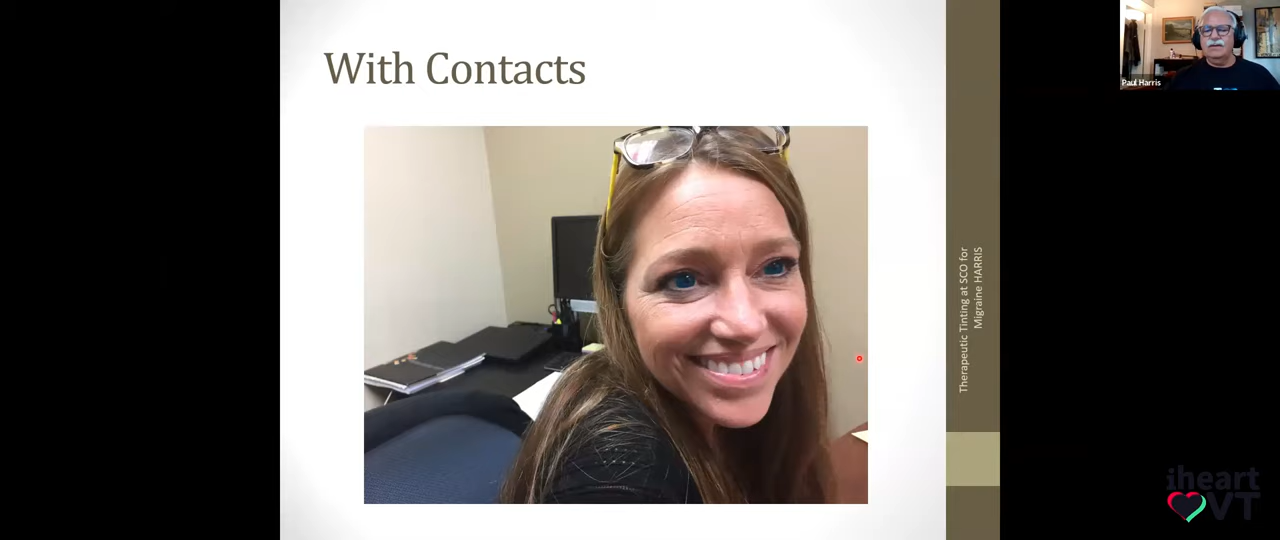 With Contacts
Paul Harris
Therapeutic Tinting at SCO for
Migraine HARRIS
iheart
VT